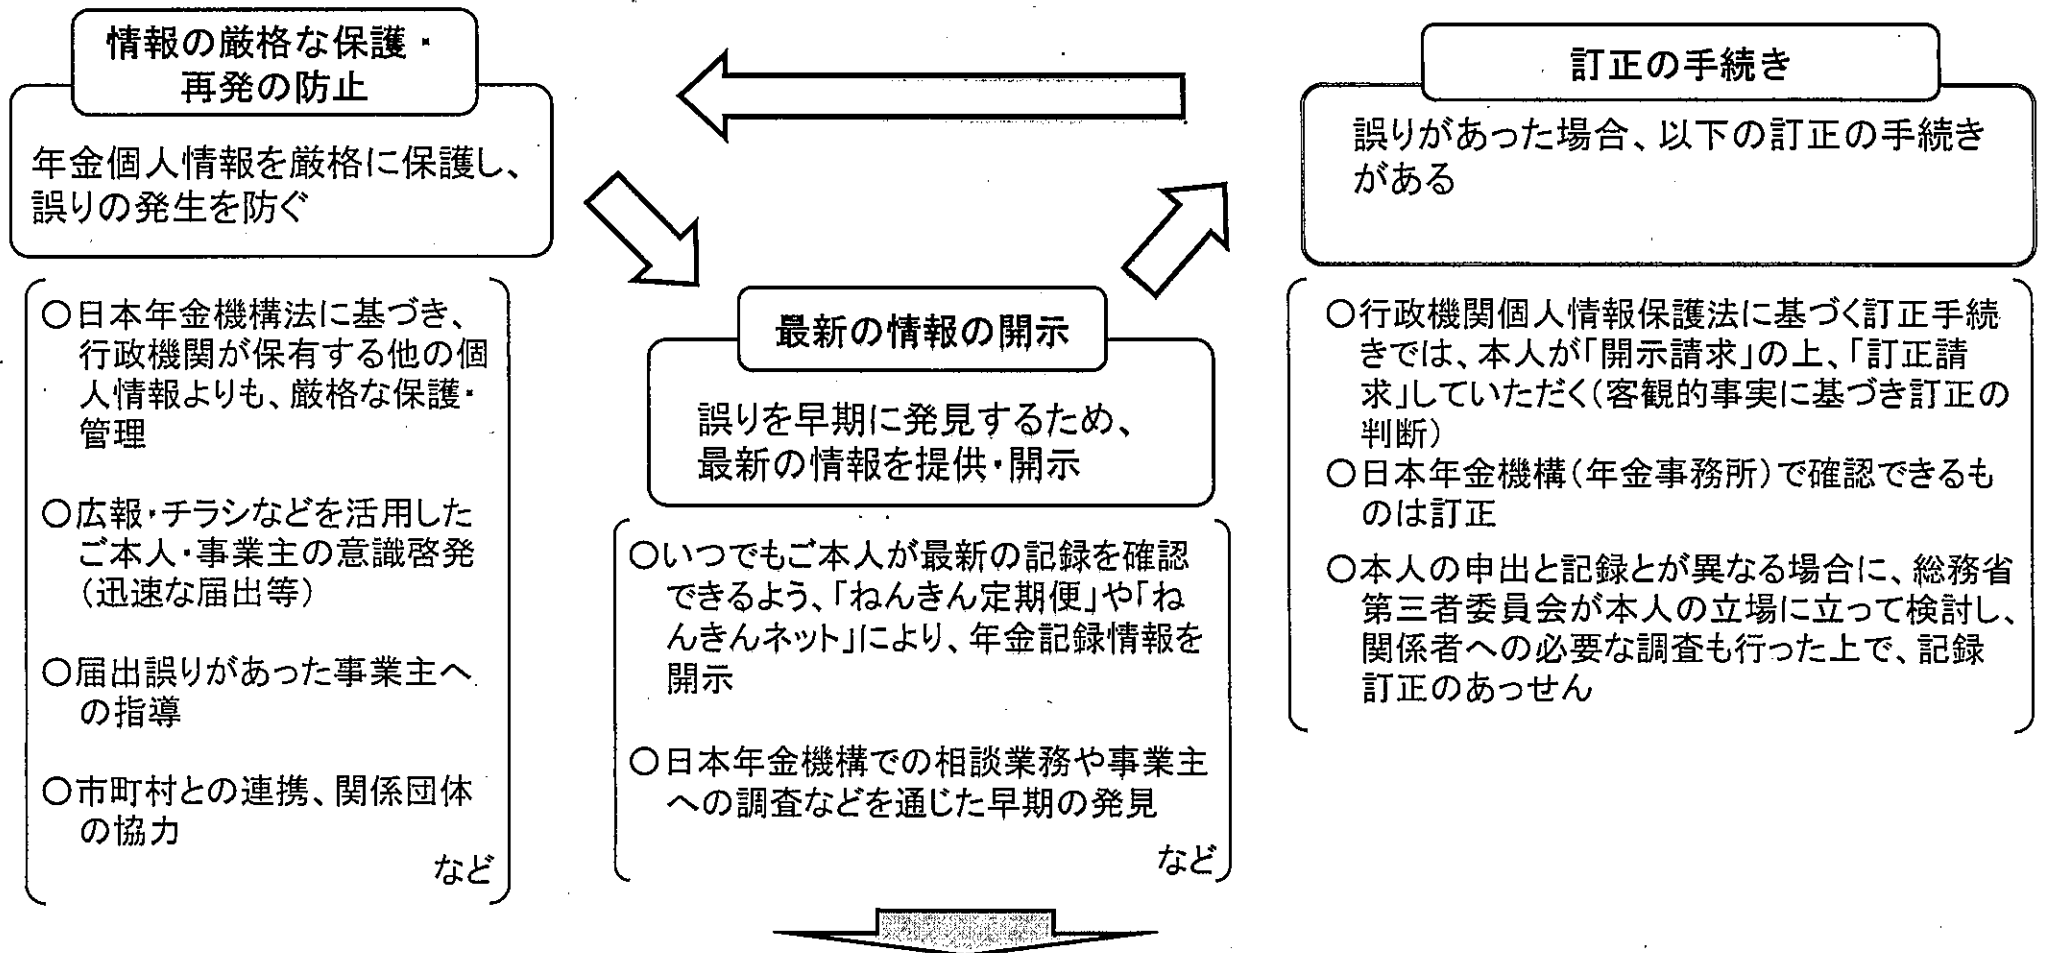 情報の厳格な保護・
再発の防止
年金個人情報を厳格に保護し、
誤りの発生を防ぐ
○日本年金機構法に基づき、
行政機関が保有する他の個
人情報よりも、厳格な保護・
管理
○広報・チラシなどを活用した
ご本人・事業主の意識啓発
（迅速な届出等）
○届出誤りがあった事業主へ
の指導
○市町村との連携、関係団体
の協力
など
最新の情報の開示
誤りを早期に発見するため、
最新の情報を提供・開示
○いつでもご本人が最新の記録を確認
できるよう、「ねんきん定期便」や「ね
んきんネット」により、年金記録情報を
開示
○日本年金機構での相談業務や事業主
への調査などを通じた早期の発見
など
訂正の手続き
誤りがあった場合、以下の訂正の手続き
がある
○行政機関個人情報保護法に基づく訂正手続
きでは、本人が「開示請求」の上、「訂正請
求」していただく（客観的事実に基づき訂正の
判断）
○日本年金機構（年金事務所）で確認できるも
のは訂正
○本人の申出と記録とが異なる場合に、総務省
第三者委員会が本人の立場に立って検討し、
関係者への必要な調査も行った上で、記録
訂正のあっせん